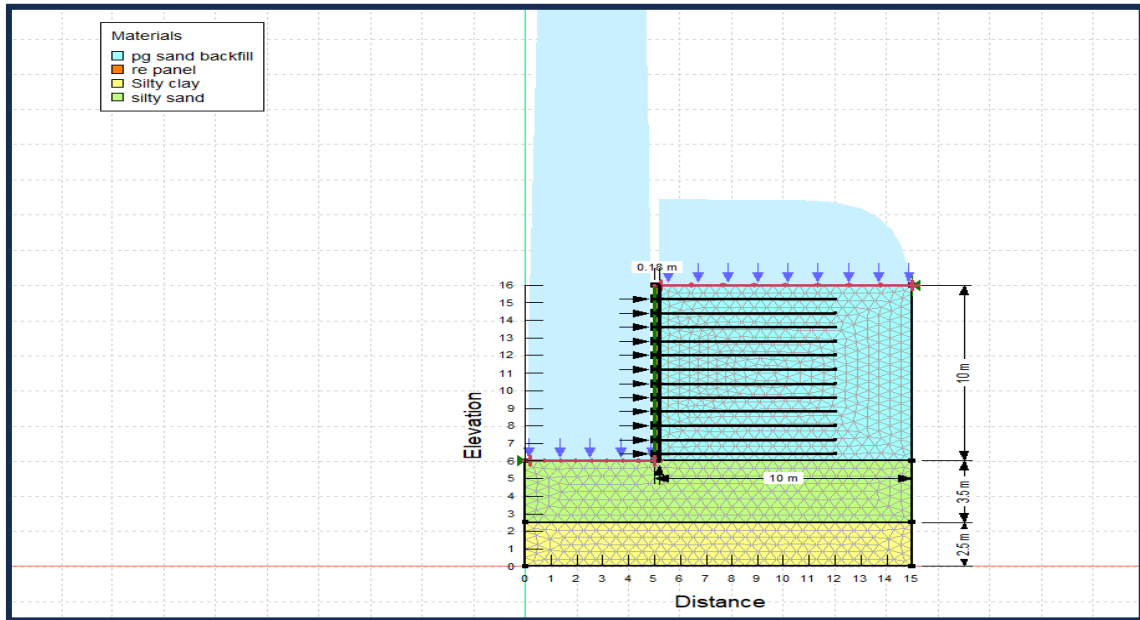 Materials
pg sand backfill
re panel
Silty clay
silty sand
0.18 m
16
15
14
13
12
11
10
9
8
7
6
5
4
3
2
1
0
Elevation
10 m
10 m
3.5 m
2.5 m
0 1 2 3 4 5 6 7 8 9 10 11 12 13 14 15
Distance